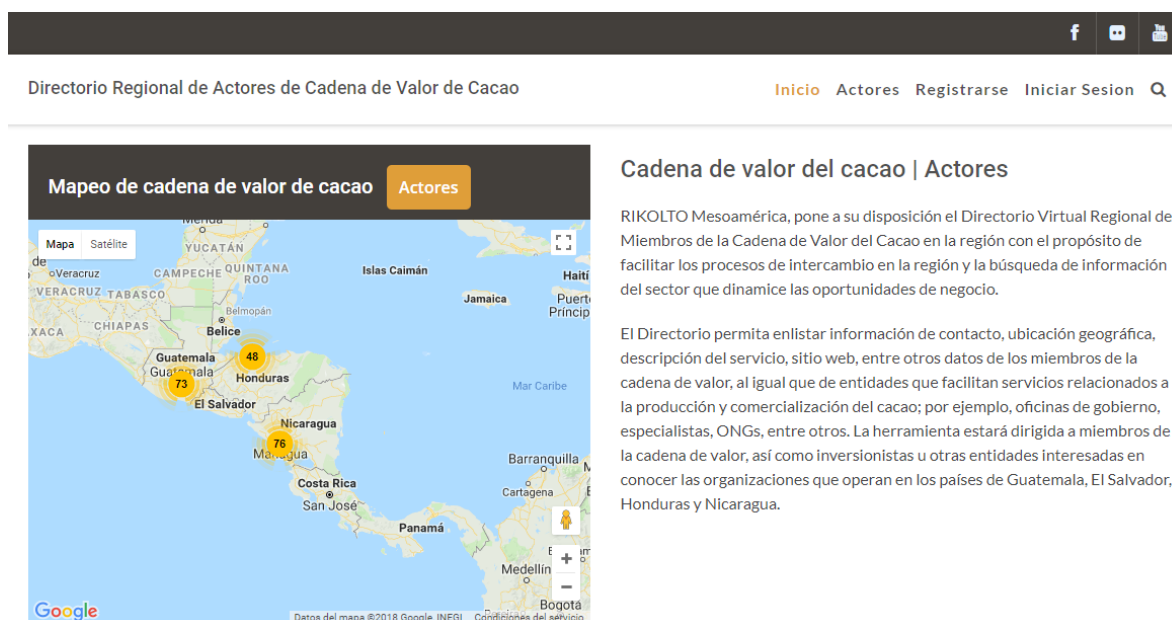 Directorio Regional de Actores de Cadena de Valor de Cacao
Inicio Actores Registrarse Iniciar Sesion
Mapeo de cadena de valor de cacao Actores
Mapa Satélite
Mérida
YUCATÁN
de
Veracruz
CAMPECHE
QUINTANA
ROO
Islas Caimán
Haití
VERACRUZ
TABASCO
Jamaica
Puert
Príncip
Belmopán
XACA
CHIAPAS
Belice
48
Guatemala
Guatemala
73
Honduras
Mar Caribe
El Salvador
Nicaragua
76
Managua
Barranquilla
Costa Rica
Cartagena
San José
Panamá
Medellín
Bogotá
Google
Datos del mapa ©2018 Google, INEGI Condiciones del servicio
Cadena de valor del cacao | Actores
RIKOLTO Mesoamérica, pone a su disposición el Directorio Virtual Regional de
Miembros de la Cadena de Valor del Cacao en la región con el propósito de
facilitar los procesos de intercambio en la región y la búsqueda de información
del sector que dinamice las oportunidades de negocio.
El Directorio permita enlistar información de contacto, ubicación geográfica,
descripción del servicio, sitio web, entre otros datos de los miembros de la
cadena de valor, al igual que de entidades que facilitan servicios relacionados a
la producción y comercialización del cacao; por ejemplo, oficinas de gobierno,
especialistas, ONGs, entre otros. La herramienta estará dirigida a miembros de
la cadena de valor, así como inversionistas u otras entidades interesadas en
conocer las organizaciones que operan en los países de Guatemala, El Salvador,
Honduras y Nicaragua.